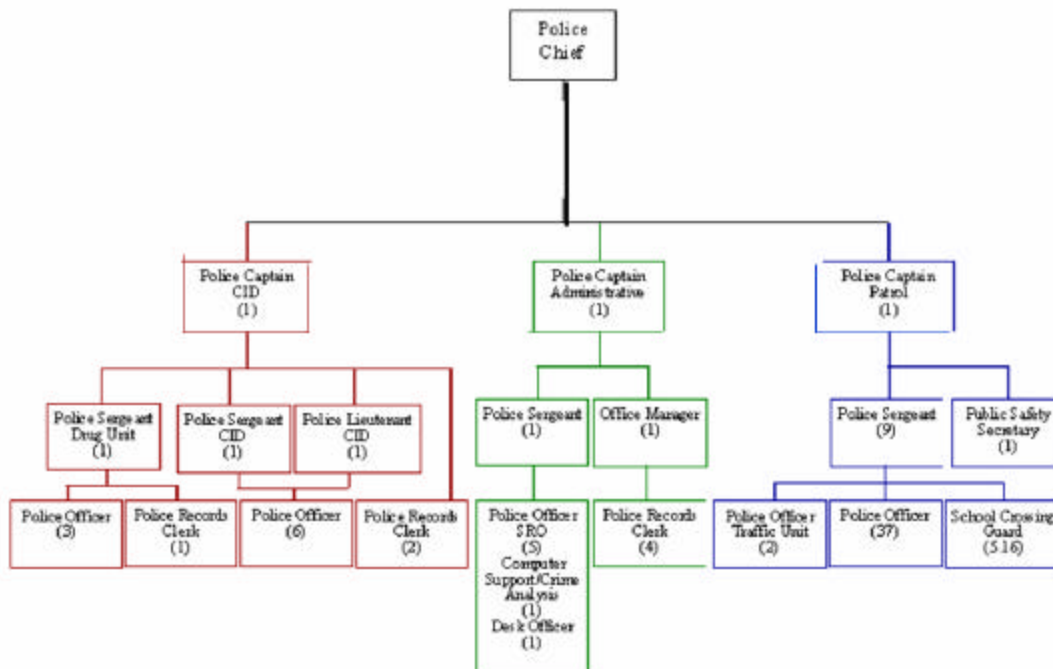 Police
Chief
Police Captain
CID
(1)
Police Captain
Administrative
(1)
Police Captain
Patrol
(1)
Police Sergeant
Drug Unit
(1)
Police Sergeant
CID
(1)
Police Lieutenant
CID
(1)
Police Sergeant
(1)
Office Manager
(1)
Police Sergeant
(9)
Public Safety
Secretary
(1)
Police Officer
(3)
Police Records
Clerk
(1)
Police Officer
(6)
Police Records
Clerk
(2)
Police Officer
SRO
(5)
Computer
Support/Crime
Analysis
(1)
Desk Officer
(1)
Police Records
Clerk
(4)
Police Officer
Traffic Unit
(2)
Police Officer
(37)
School Crossing
Guard
(5.16)